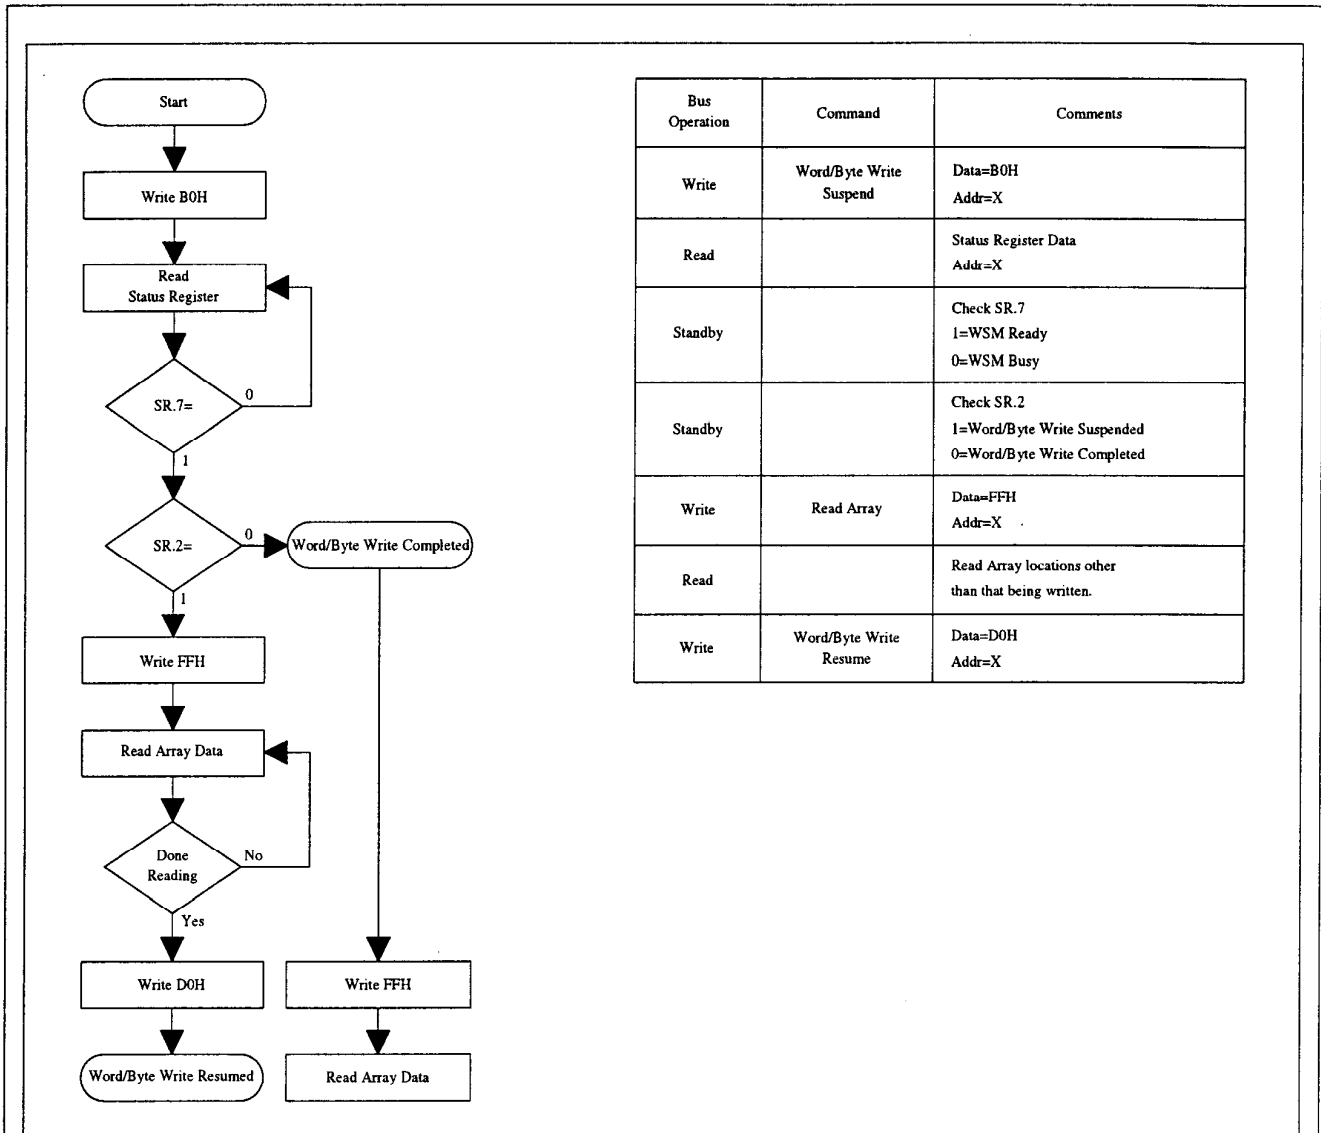 Start
Write B0H
Read
Status Register
SR.7=
0
1
SR.2=
0
Word/Byte Write Completed
1
Write FFH
Read Array Data
Done
Reading
No
Yes
Write D0H
Write FFH
Word/Byte Write Resumed
Read Array Data
Bus
Operation
Command
Comments
Write
Word/Byte Write
Suspend
Data=B0H
Addr=X
Read
Status Register Data
Addr=X
Standby
Check SR.7
1=WSM Ready
0=WSM Busy
Standby
Check SR.2
1=Word/Byte Write Suspended
0=Word/Byte Write Completed
Write
Read Array
Data=FFH
Addr=X
Read
Read Array locations other
than that being written.
Write
Word/Byte Write
Resume
Data=D0H
Addr=X